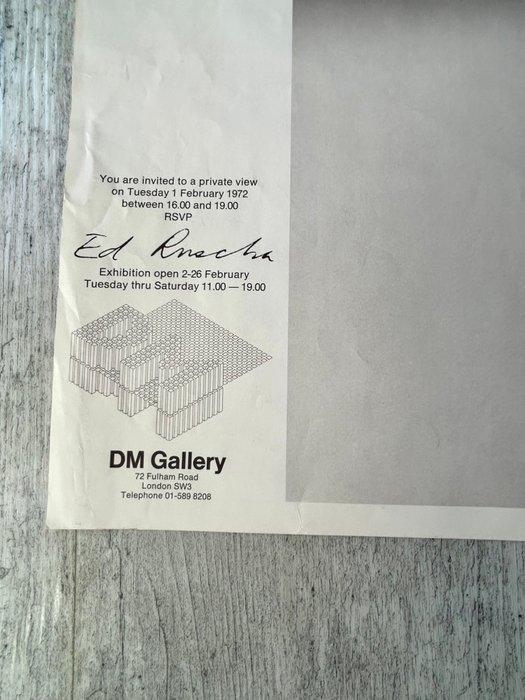 You are invited to a private view
on Tuesday 1 February 1972
between 16.00 and 19.00
RSVP
Ed Ruscha
Exhibition open 2-26 February
Tuesday thru Saturday 11.00 — 19.00
DM Gallery
72 Fulham Road
London SW3
Telephone 01-589 8208